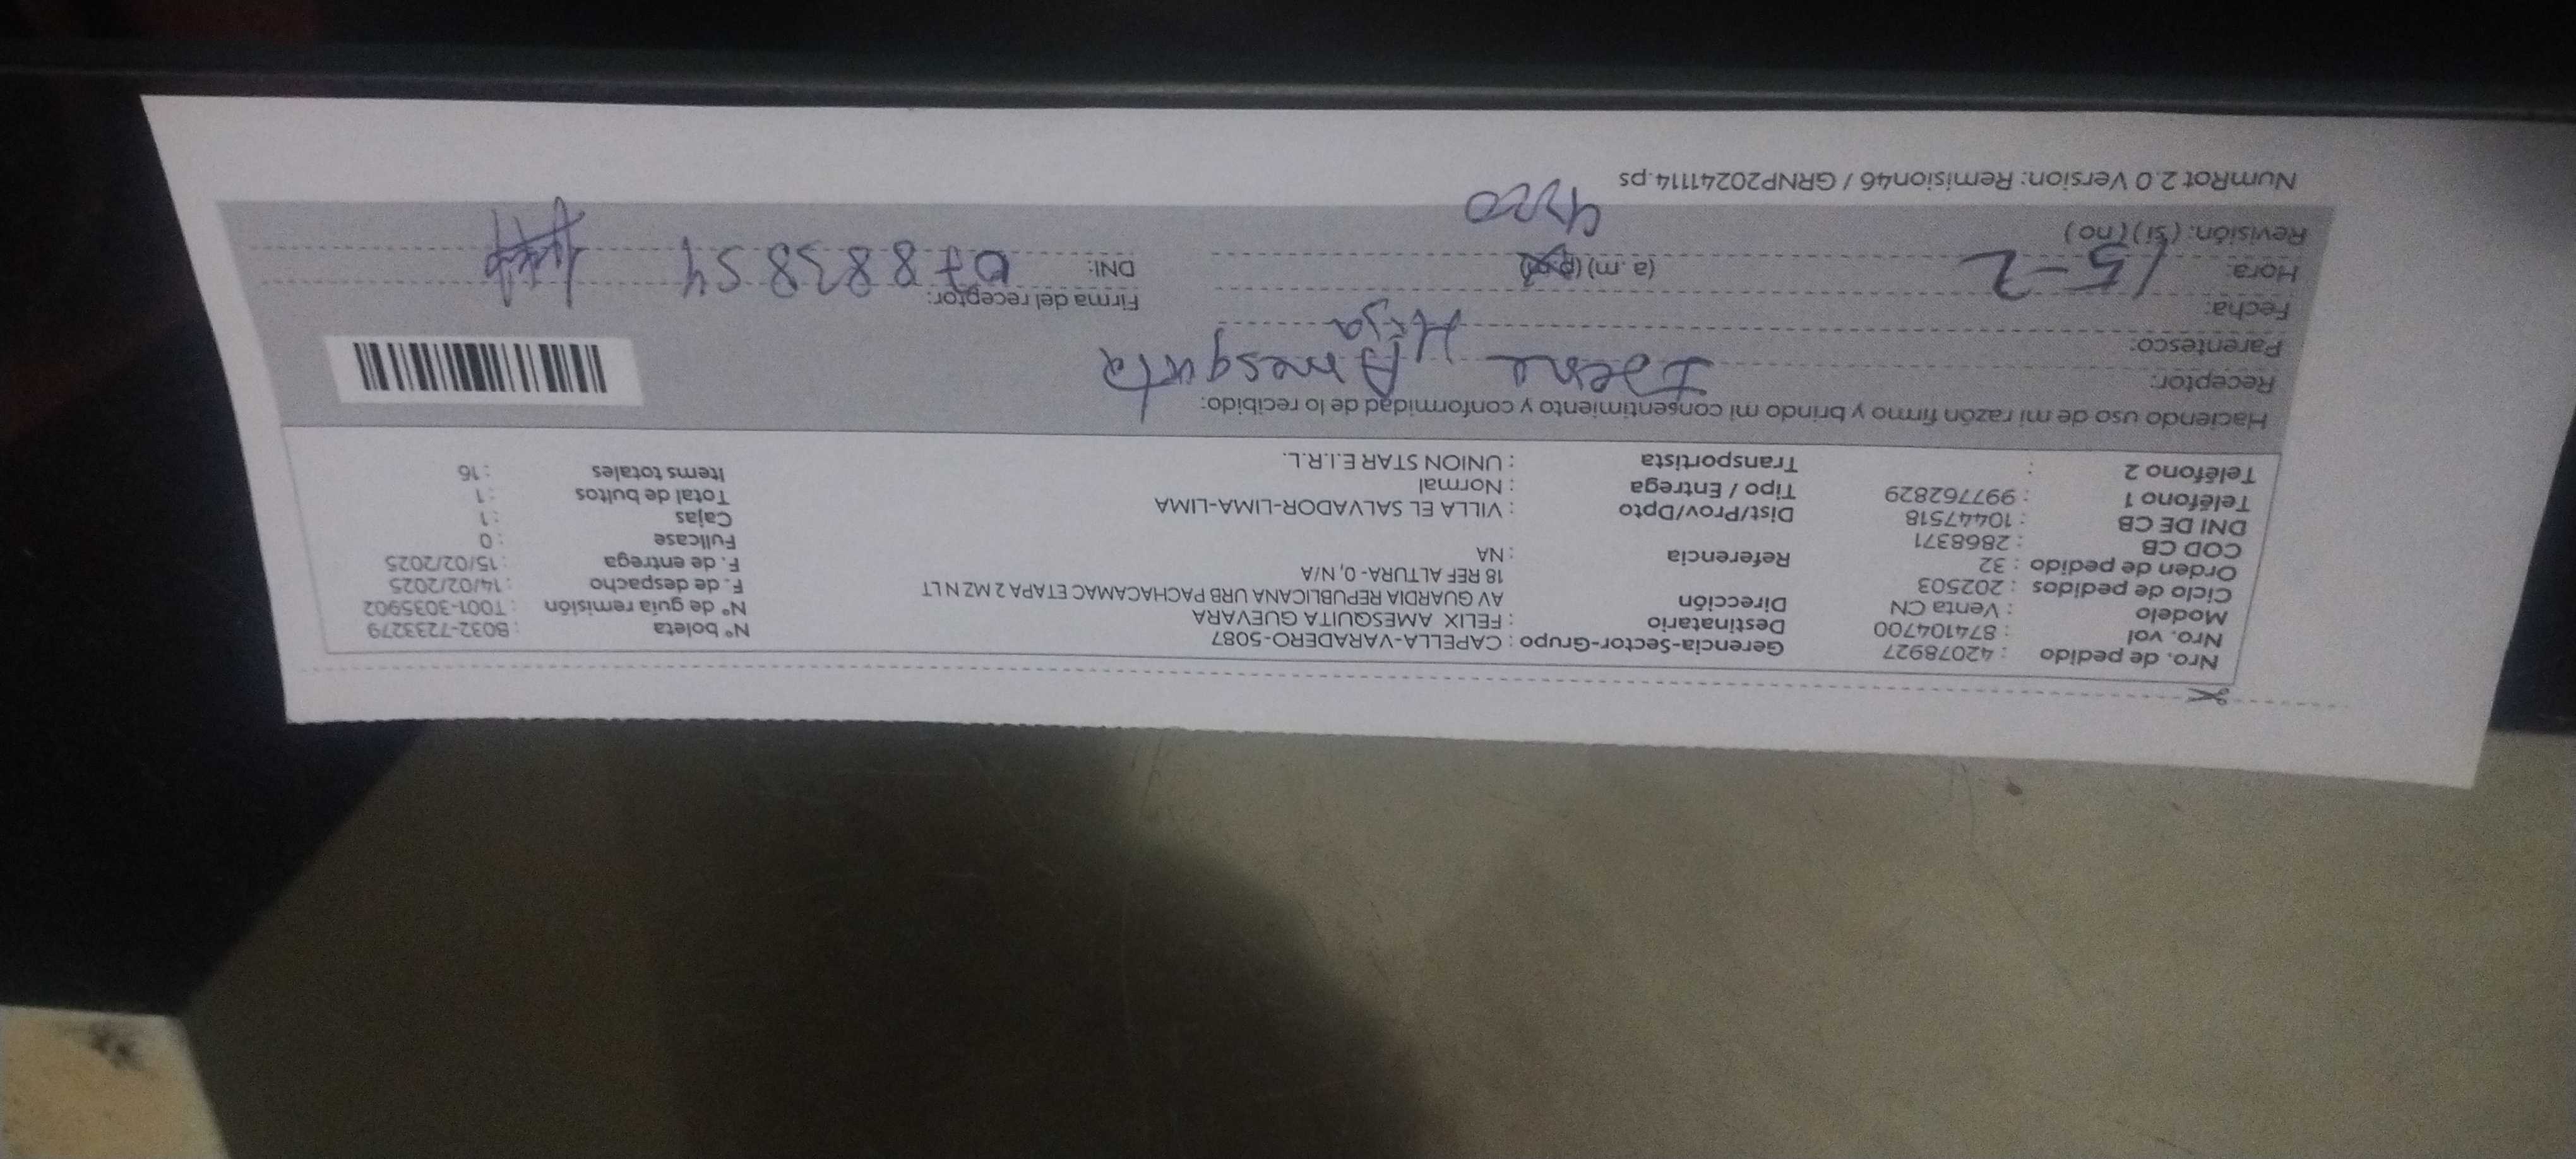 Nro. de pedido : 42078927 Gerencia-Sector-Grupo : CAPELLA-VARADERO-5087 Nº boleta : B032-7233279
Nro. vol : 874104700 Destinatario : FELIX AMESQUITA GUEVARA Nº de guía remisión : T001-3035902
Modelo : Venta CN Dirección AV GUARDIA REPUBLICANA URB PACHACAMAC ETAPA 2 MZ N LT F. de despacho : 14/02/2025
Ciclo de pedidos : 202503 18 REF ALTURA- 0, N/A F. de entrega : 15/02/2025
Orden de pedido : 32 Referencia : NA Fullcase : 0
COD CB : 2868371 Dist/Prov/Dpto : VILLA EL SALVADOR-LIMA-LIMA Cajas : 1
DNI DE CB : 10447518 Tipo / Entrega : Normal Total de bultos : 1
Teléfono 1 : 997762829 Transportista : UNION STAR E.I.R.L. Items totales : 16
Teléfono 2 :
Haciendo uso de mi razón firmo y brindo mi consentimiento y conformidad de lo recibido:
Receptor: Amesquita
Parentesco: Hija
Fecha: 15-2 Firma del receptor:
Hora: (a. m) DNI: 07883854
Revisión: (si) (no)
NumRot 2.0 Version: Remision46 / GRNP20241114.ps